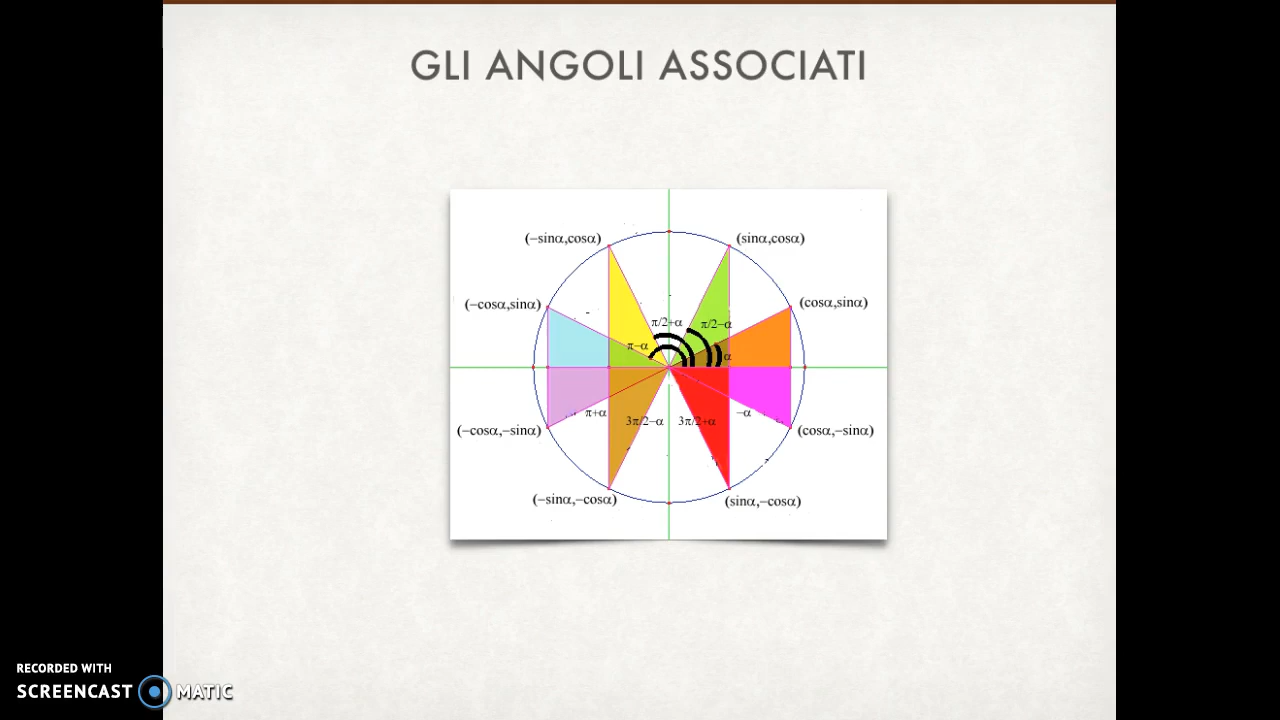 GLI ANGOLI ASSOCIATI
(−sinα,cosα)
(sinα,cosα)
(−cosα,sinα)
(cosα,sinα)
π/2+α
π/2−α
π−α
α
π+α
3π/2−α
3π/2+α
−α
(−cosα,−sinα)
(cosα,−sinα)
(−sinα,−cosα)
(sinα,−cosα)
RECORDED WITH
SCREENCAST MATIC